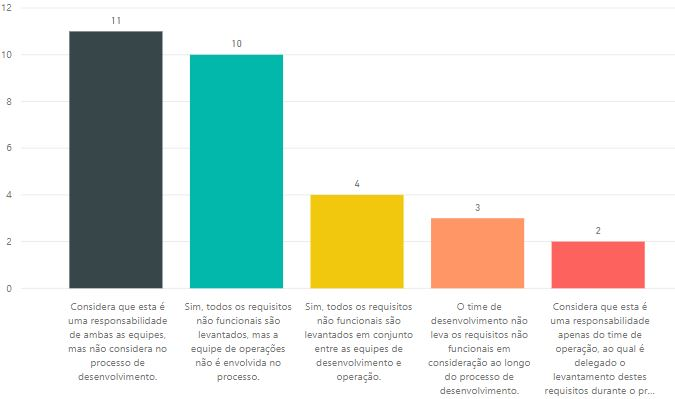 12
10
8
6
4
2
0
11
10
4
3
2
Considera que esta é
uma responsabilidade
de ambas as equipes,
mas não considera no
processo de
desenvolvimento.
Sim, todos os requisitos
não funcionais são
levantados, mas a
equipe de operações
não é envolvida no
processo.
Sim, todos os requisitos
não funcionais são
levantados em conjunto
entre as equipes de
desenvolvimento e
operação.
O time de
desenvolvimento não
leva os requisitos não
funcionais em
consideração ao longo
do processo de
desenvolvimento.
Considera que esta é
uma responsabilidade
apenas do time de
operação, ao qual é
delegado o
levantamento destes
requisitos durante o pr...